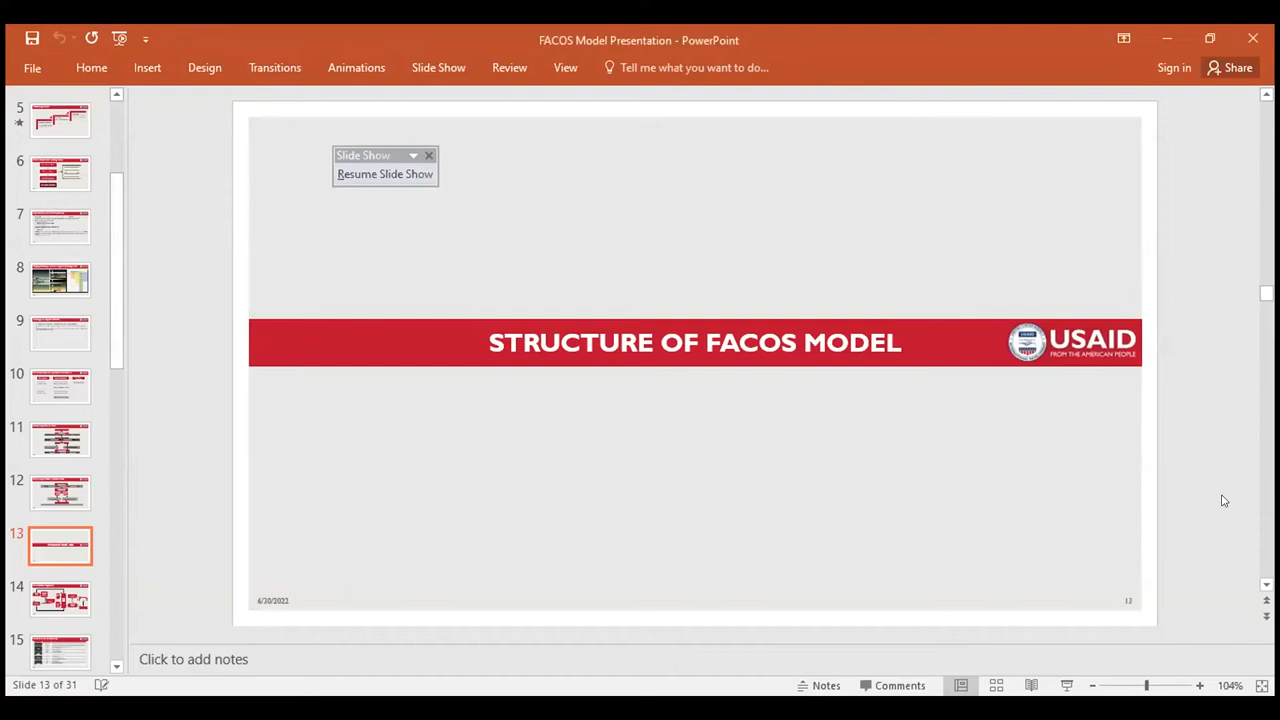 FACOS Model Presentation - PowerPoint
File Home Insert Design Transitions Animations Slide Show Review View Tell me what you want to do... Sign in Share
Slide Show
Resume Slide Show
STRUCTURE OF FACOS MODEL
USAID
USAID
FROM THE AMERICAN PEOPLE
6/30/2022
13
5
6
7
8
9
10
11
12
13
14
15
Click to add notes
Slide 13 of 31
Notes
Comments
104%